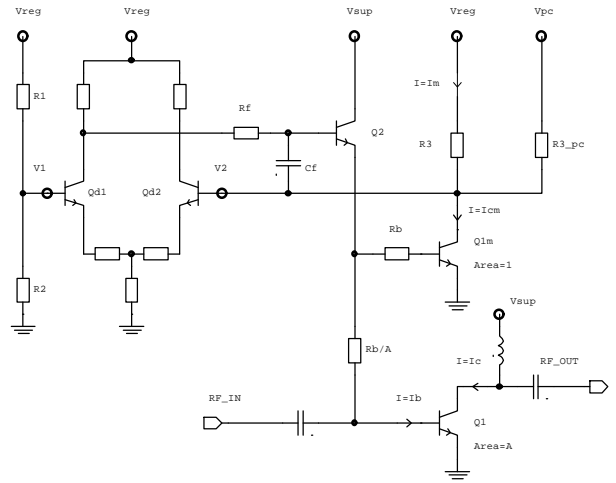 Vreg
Vreg
Vsup
Vreg
Vpc
I=Im
R1
Rf
Q2
R3
R3_pc
V1
V2
Cf
Qd1
Qd2
I=Icm
Rb
Q1m
Area=1
R2
Vsup
Rb/A
I=Ic
RF_OUT
RF_IN
I=Ib
Q1
Area=A